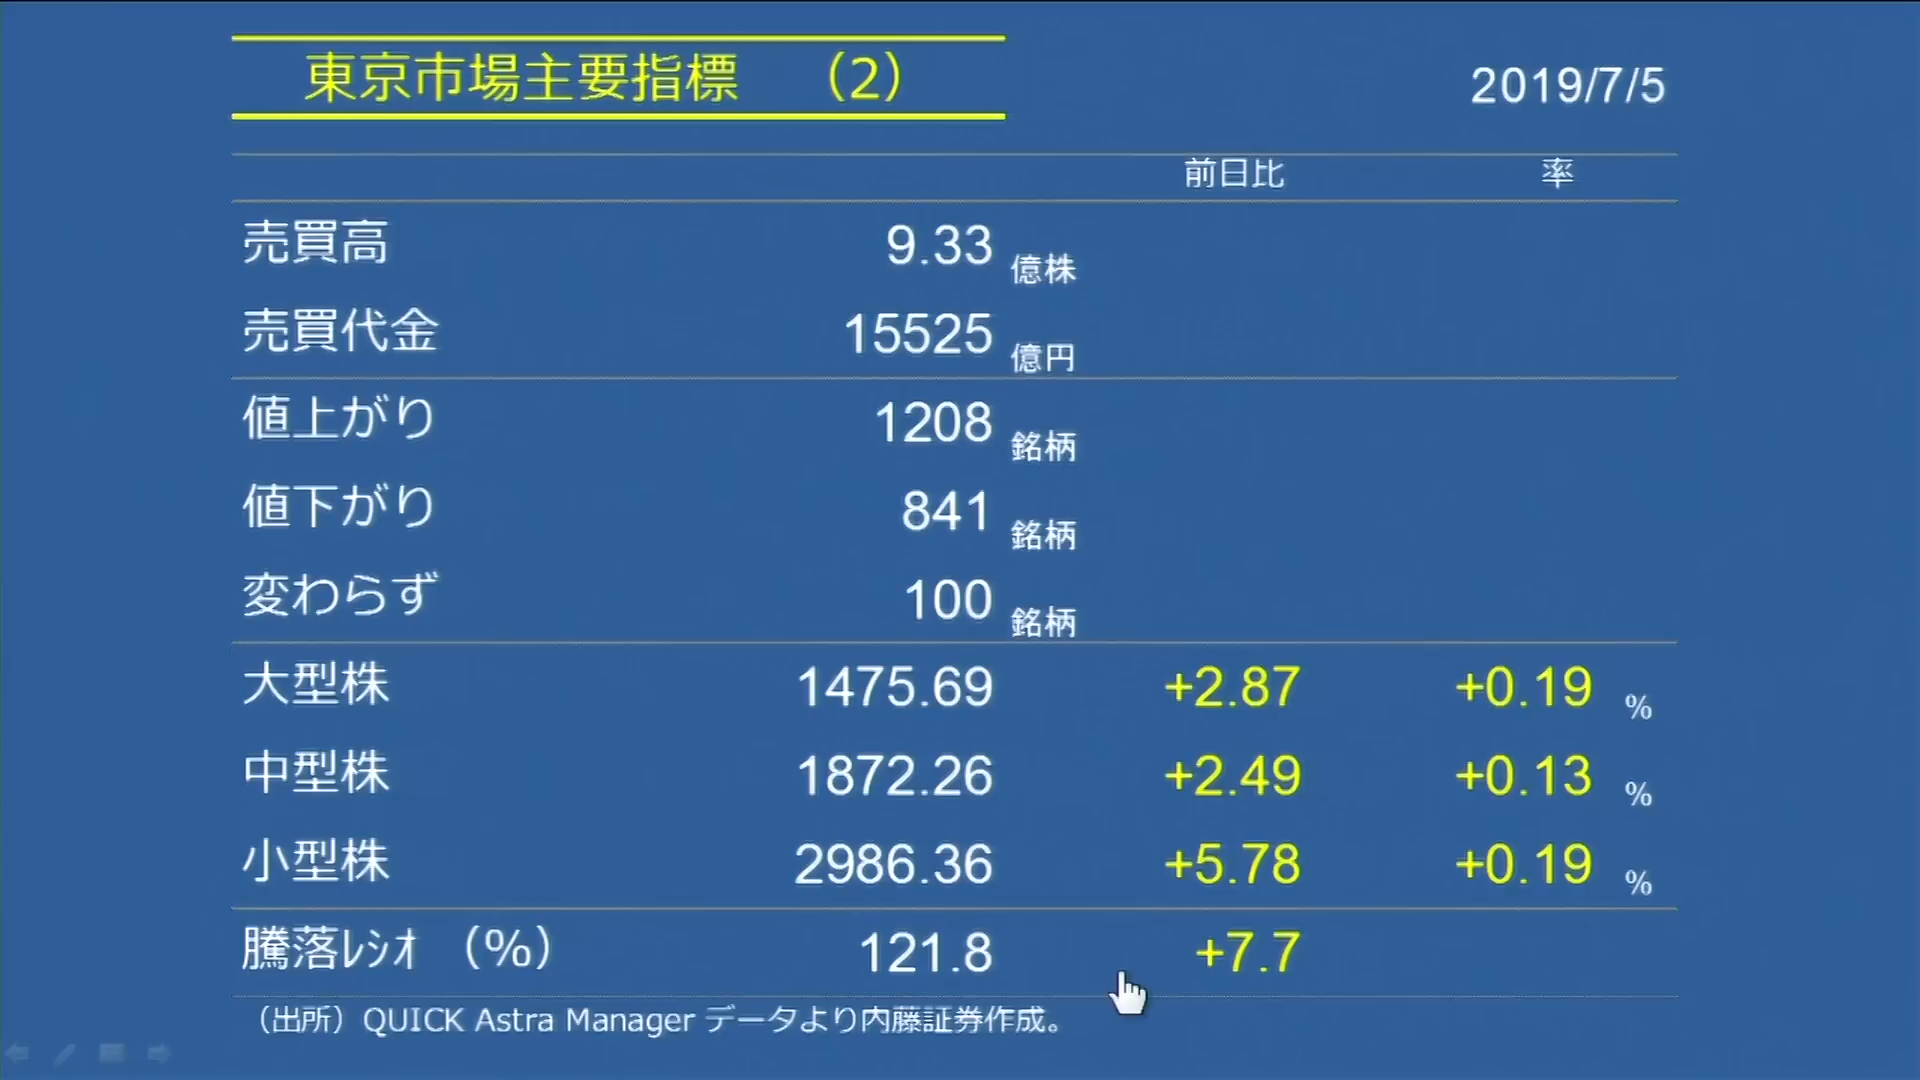 東京市場主要指標 （2）
2019/7/5
前日比 率
売買高 9.33 億株
売買代金 15525 億円
値上がり 1208 銘柄
値下がり 841 銘柄
変わらず 100 銘柄
大型株 1475.69 +2.87 +0.19 %
中型株 1872.26 +2.49 +0.13 %
小型株 2986.36 +5.78 +0.19 %
騰落ﾚｼｵ （%） 121.8 +7.7
（出所）QUICK Astra Manager データより内藤証券作成。